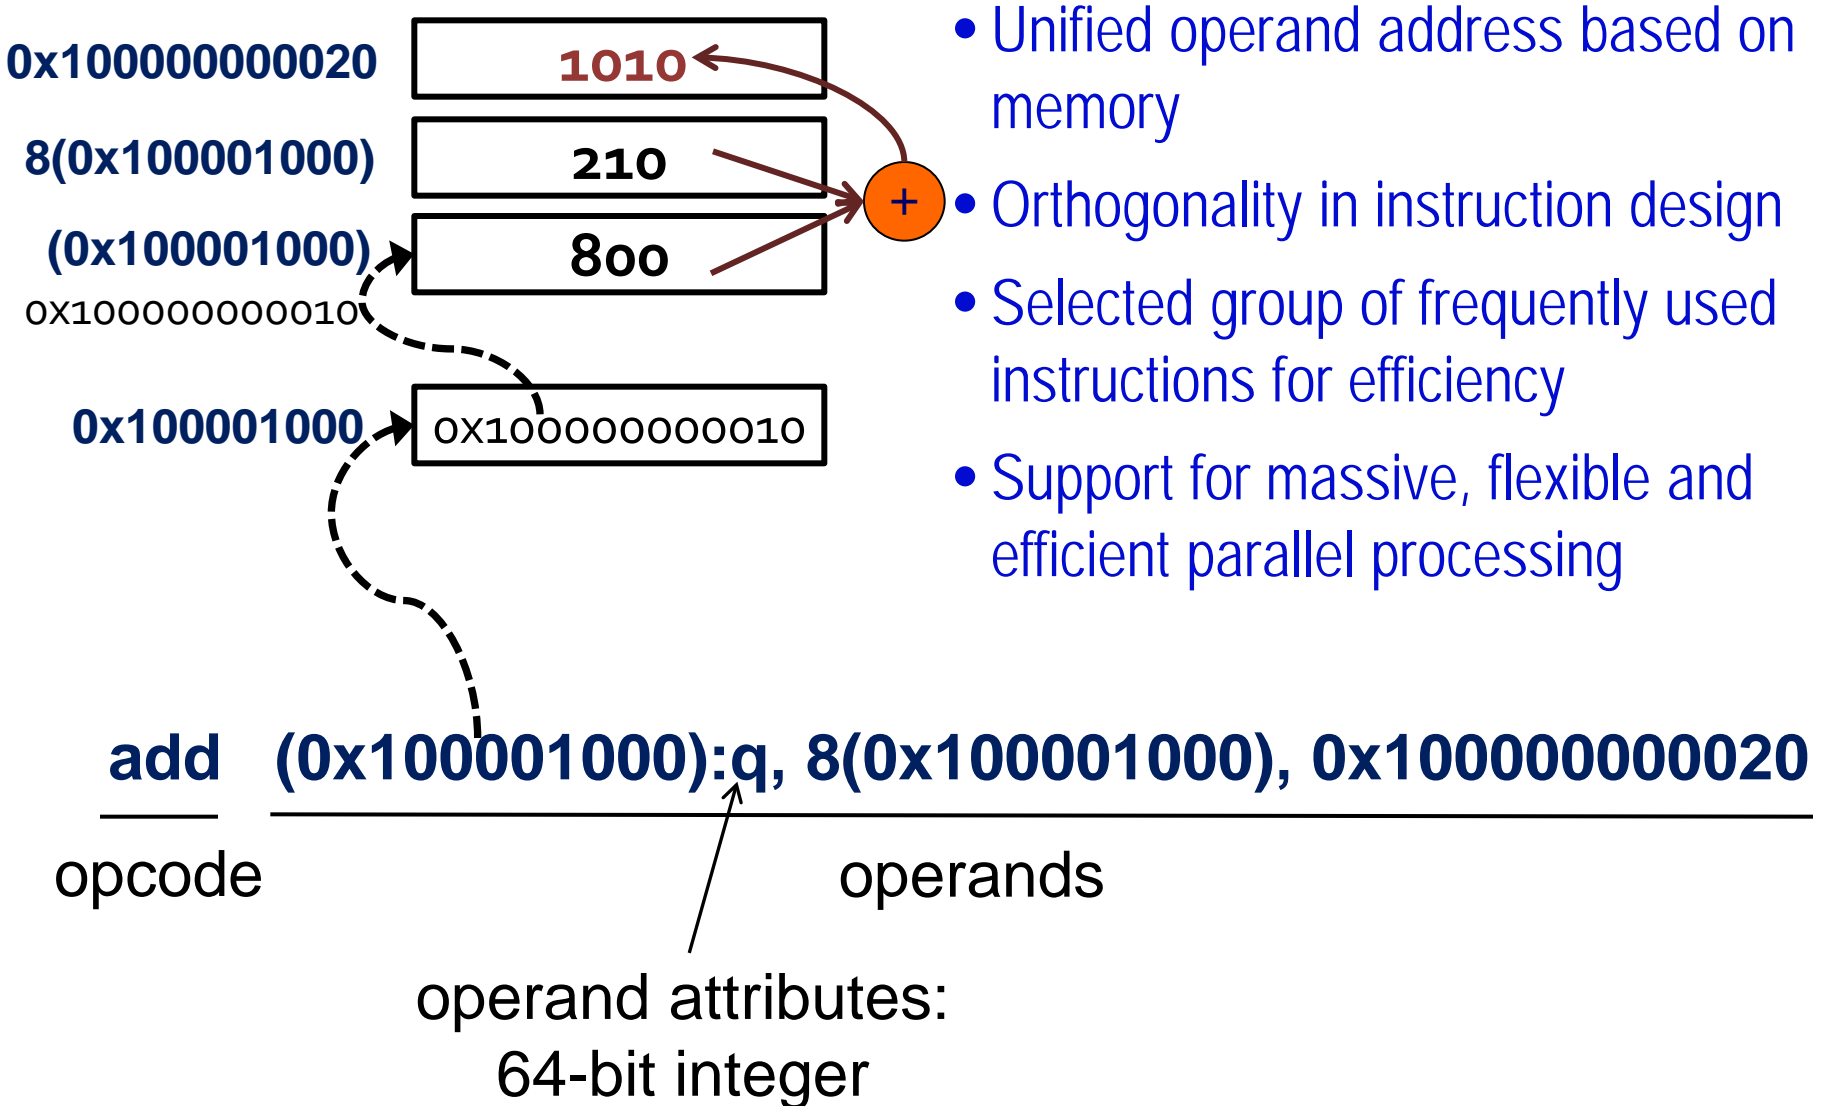 0x100000000020
1010
8(0x100001000)
210
(0x100001000)
800
0x100000000010
0x100001000
0x100000000010
+
• Unified operand address based on
memory
• Orthogonality in instruction design
• Selected group of frequently used
instructions for efficiency
• Support for massive, flexible and
efficient parallel processing
add (0x100001000):q, 8(0x100001000), 0x100000000020
opcode
operands
operand attributes:
64-bit integer